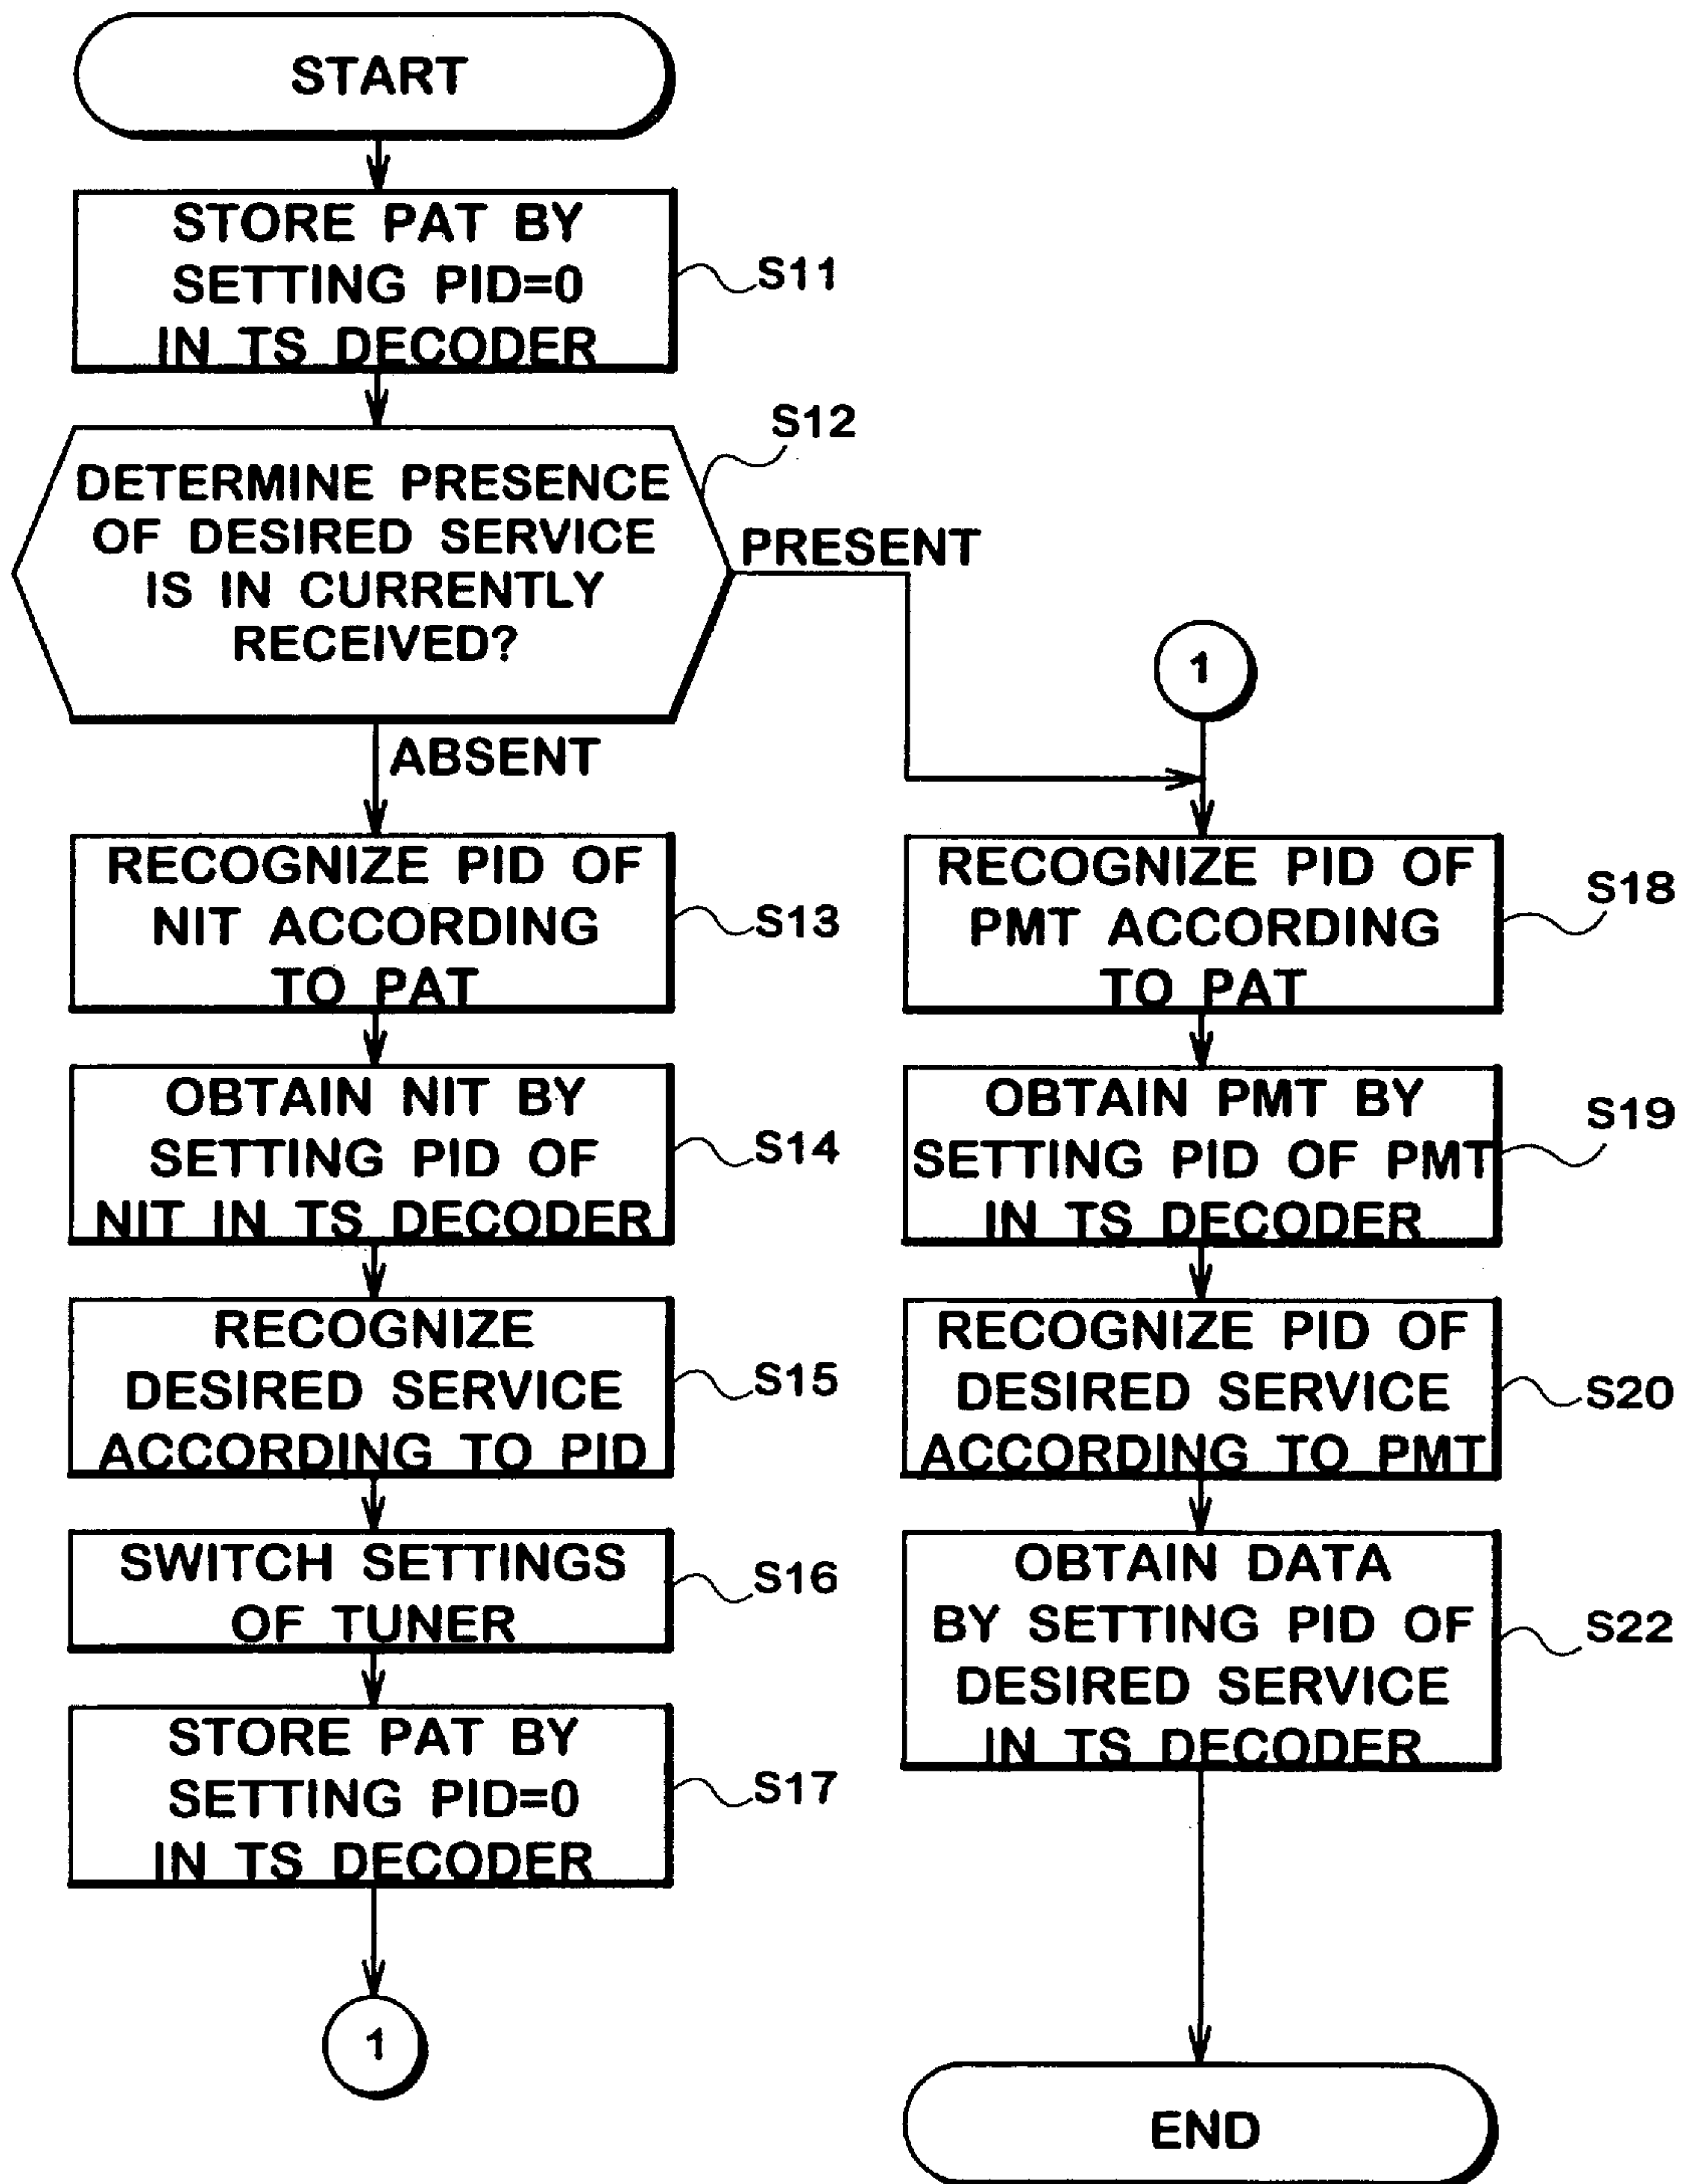 START
STORE PAT BY
SETTING PID=0
IN TS DECODER
S11
S12
DETERMINE PRESENCE
OF DESIRED SERVICE
IS IN CURRENTLY
RECEIVED?
PRESENT
ABSENT
RECOGNIZE PID OF
NIT ACCORDING
TO PAT
S13
OBTAIN NIT BY
SETTING PID OF
NIT IN TS DECODER
S14
RECOGNIZE
DESIRED SERVICE
ACCORDING TO PID
S15
SWITCH SETTINGS
OF TUNER
S16
STORE PAT BY
SETTING PID=0
IN TS DECODER
S17
1
1
RECOGNIZE PID OF
PMT ACCORDING
TO PAT
S18
OBTAIN PMT BY
SETTING PID OF PMT
IN TS DECODER
S19
RECOGNIZE PID OF
DESIRED SERVICE
ACCORDING TO PMT
S20
OBTAIN DATA
BY SETTING PID OF
DESIRED SERVICE
IN TS DECODER
S22
END